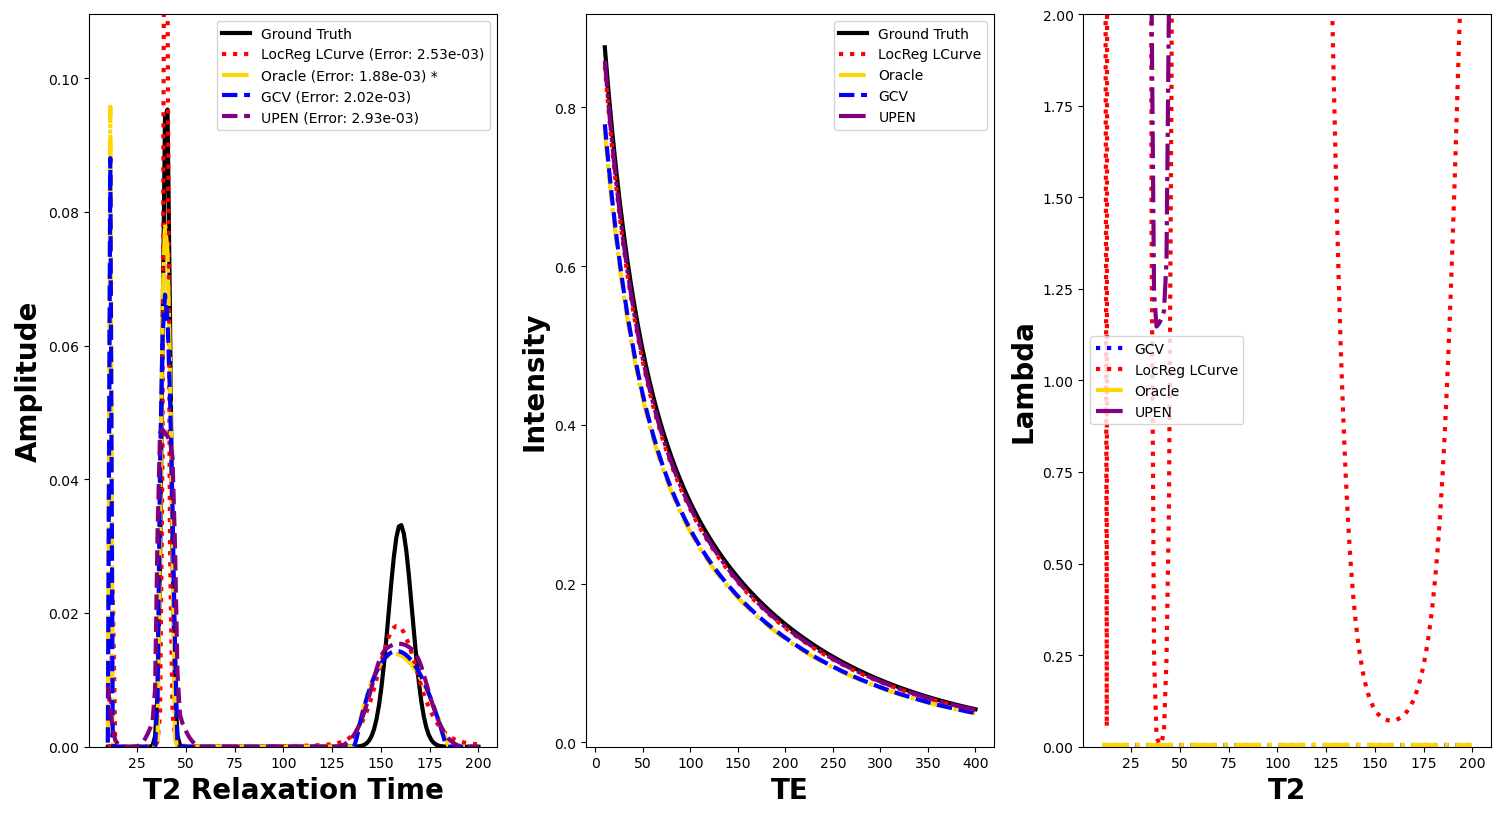 Amplitude
0.10
0.08
0.06
0.04
0.02
0.00
Ground Truth
LocReg LCurve (Error: 2.53e-03)
Oracle (Error: 1.88e-03) *
GCV (Error: 2.02e-03)
UPEN (Error: 2.93e-03)
25 50 75 100 125 150 175 200
T2 Relaxation Time
Intensity
0.8
0.6
0.4
0.2
0.0
Ground Truth
LocReg LCurve
Oracle
GCV
UPEN
0 50 100 150 200 250 300 350 400
TE
Lambda
2.00
1.75
1.50
1.25
1.00
0.75
0.50
0.25
0.00
GCV
LocReg LCurve
Oracle
UPEN
25 50 75 100 125 150 175 200
T2